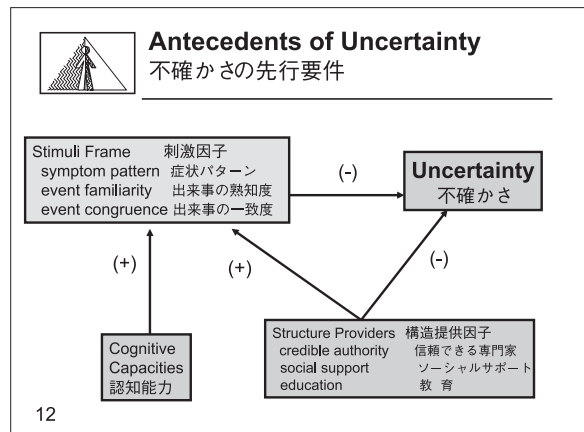 Antecedents of Uncertainty
不確かさの先行要件
Stimuli Frame 刺激因子
symptom pattern 症状パターン
event familiarity 出来事の熟知度
event congruence 出来事の一致度
(-)
Uncertainty
不確かさ
(+)
(+)
(-)
Cognitive
Capacities
認知能力
Structure Providers 構造提供因子
credible authority 信頼できる専門家
social support ソーシャルサポート
education 教 育
12